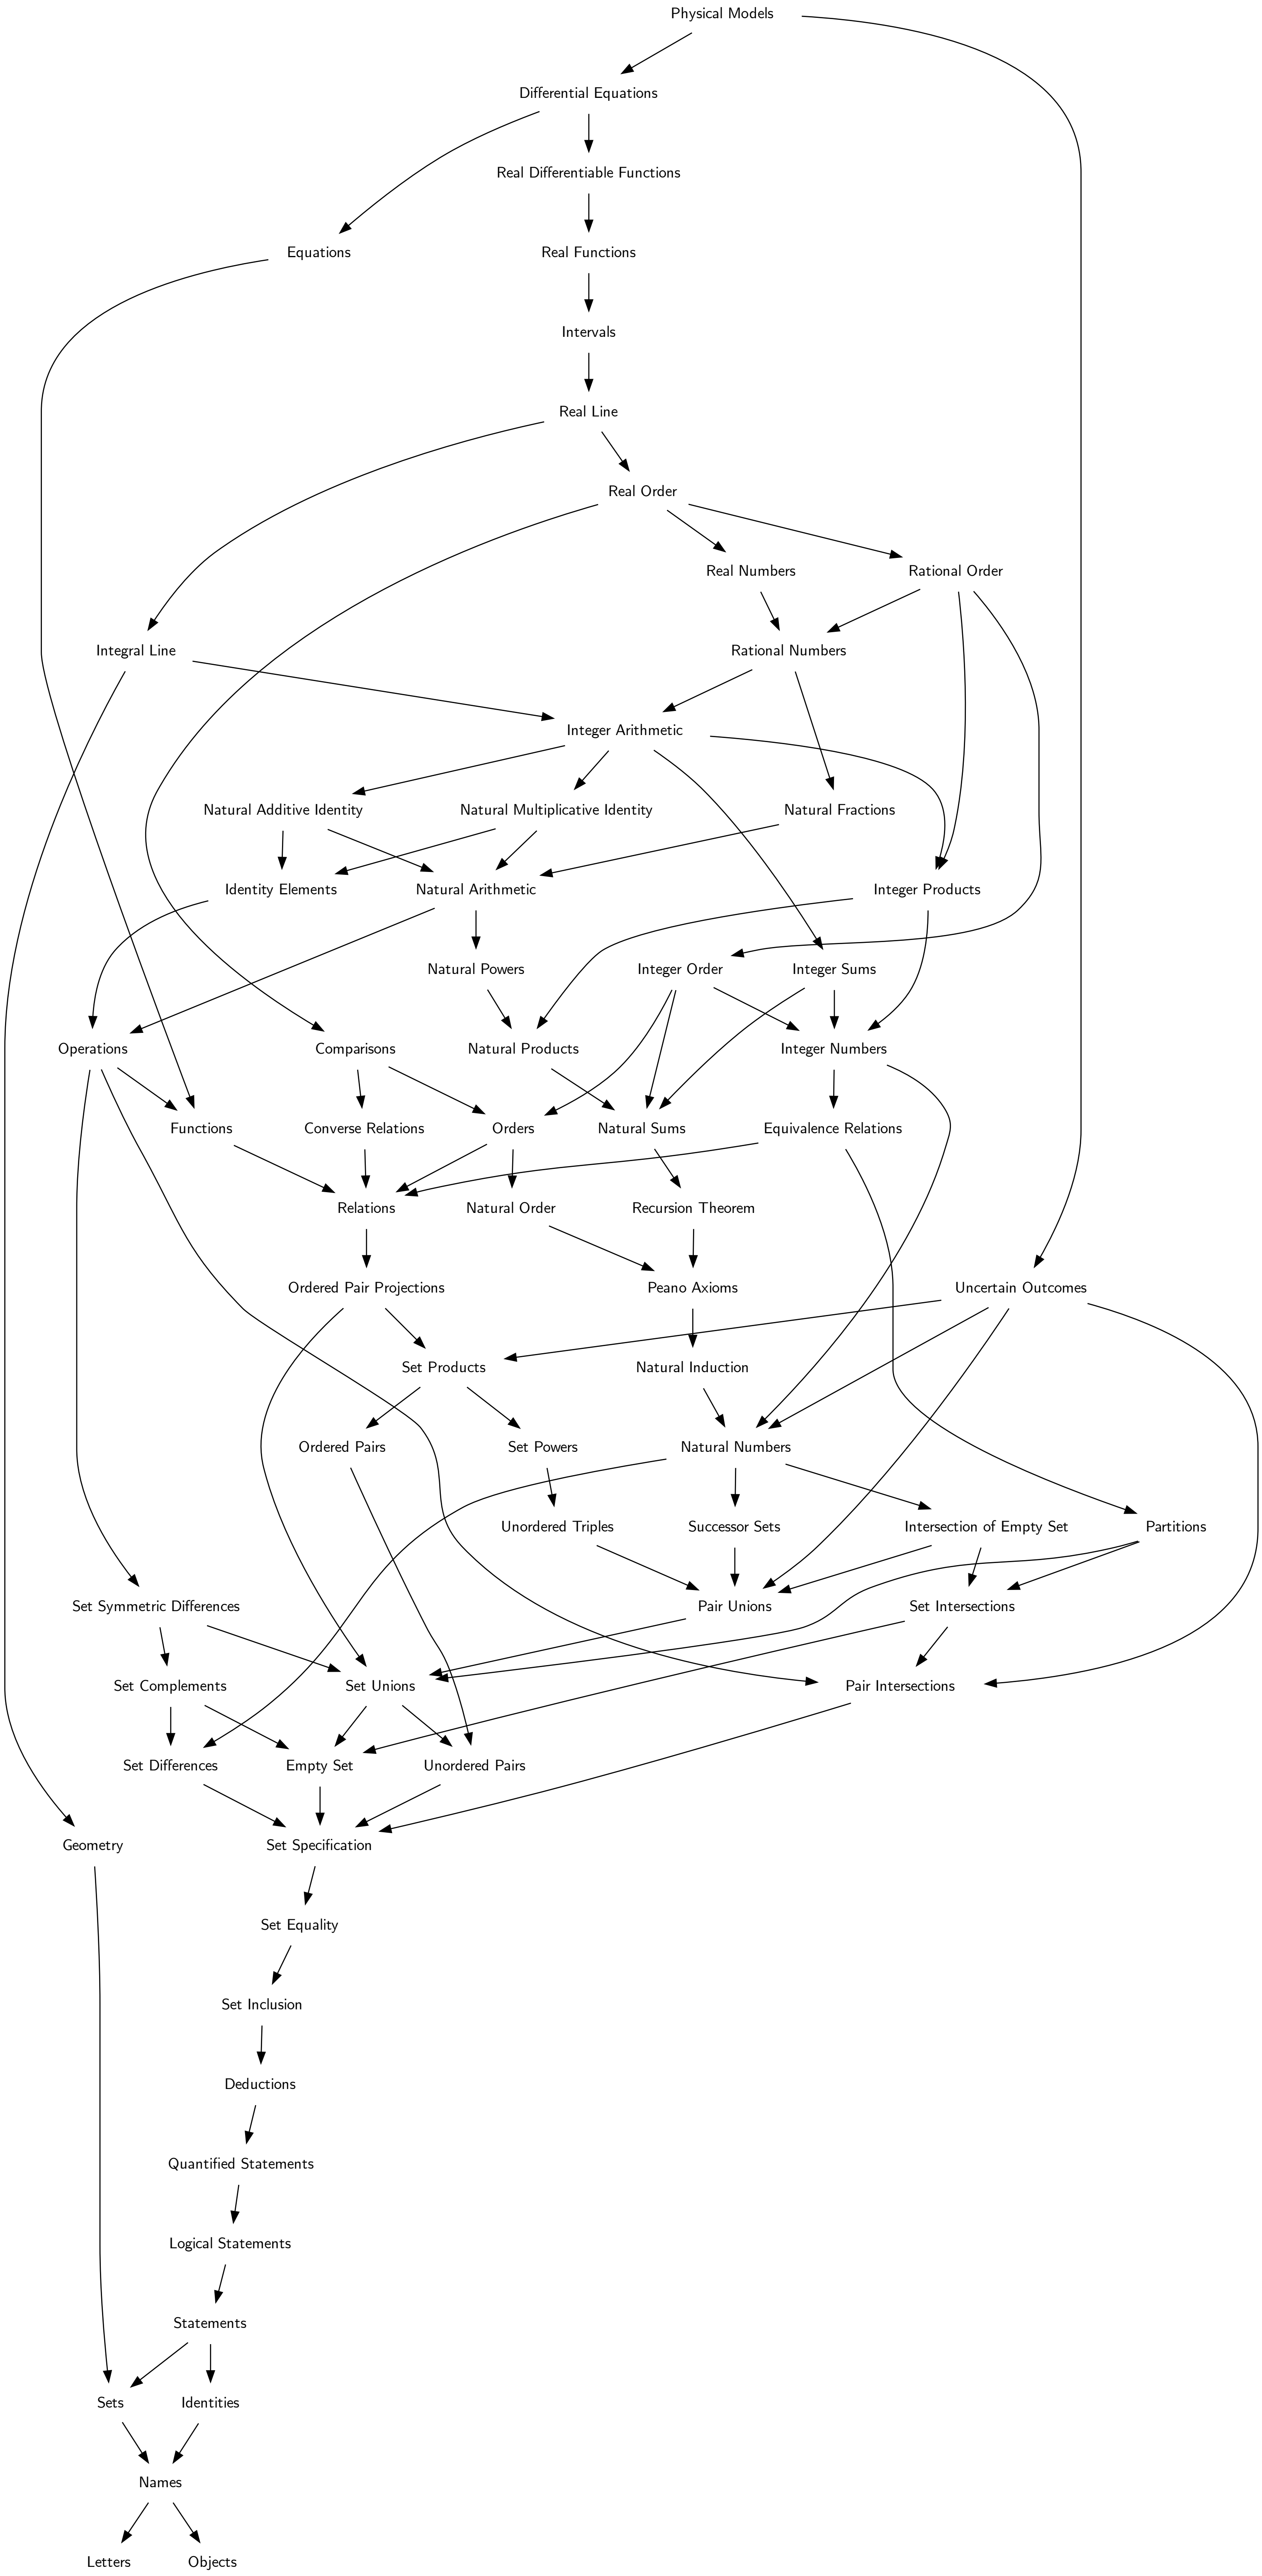 Physical Models
Differential Equations
Real Differentiable Functions
Equations
Real Functions
Intervals
Real Line
Real Order
Real Numbers
Rational Order
Integral Line
Rational Numbers
Integer Arithmetic
Natural Additive Identity
Natural Multiplicative Identity
Natural Fractions
Identity Elements
Natural Arithmetic
Integer Products
Natural Powers
Integer Order
Integer Sums
Operations
Comparisons
Natural Products
Integer Numbers
Functions
Converse Relations
Orders
Natural Sums
Equivalence Relations
Relations
Natural Order
Recursion Theorem
Ordered Pair Projections
Peano Axioms
Uncertain Outcomes
Set Products
Natural Induction
Ordered Pairs
Set Powers
Natural Numbers
Unordered Triples
Successor Sets
Intersection of Empty Set
Partitions
Set Symmetric Differences
Pair Unions
Set Intersections
Set Complements
Set Unions
Pair Intersections
Set Differences
Empty Set
Unordered Pairs
Geometry
Set Specification
Set Equality
Set Inclusion
Deductions
Quantified Statements
Logical Statements
Statements
Sets
Identities
Names
Letters
Objects